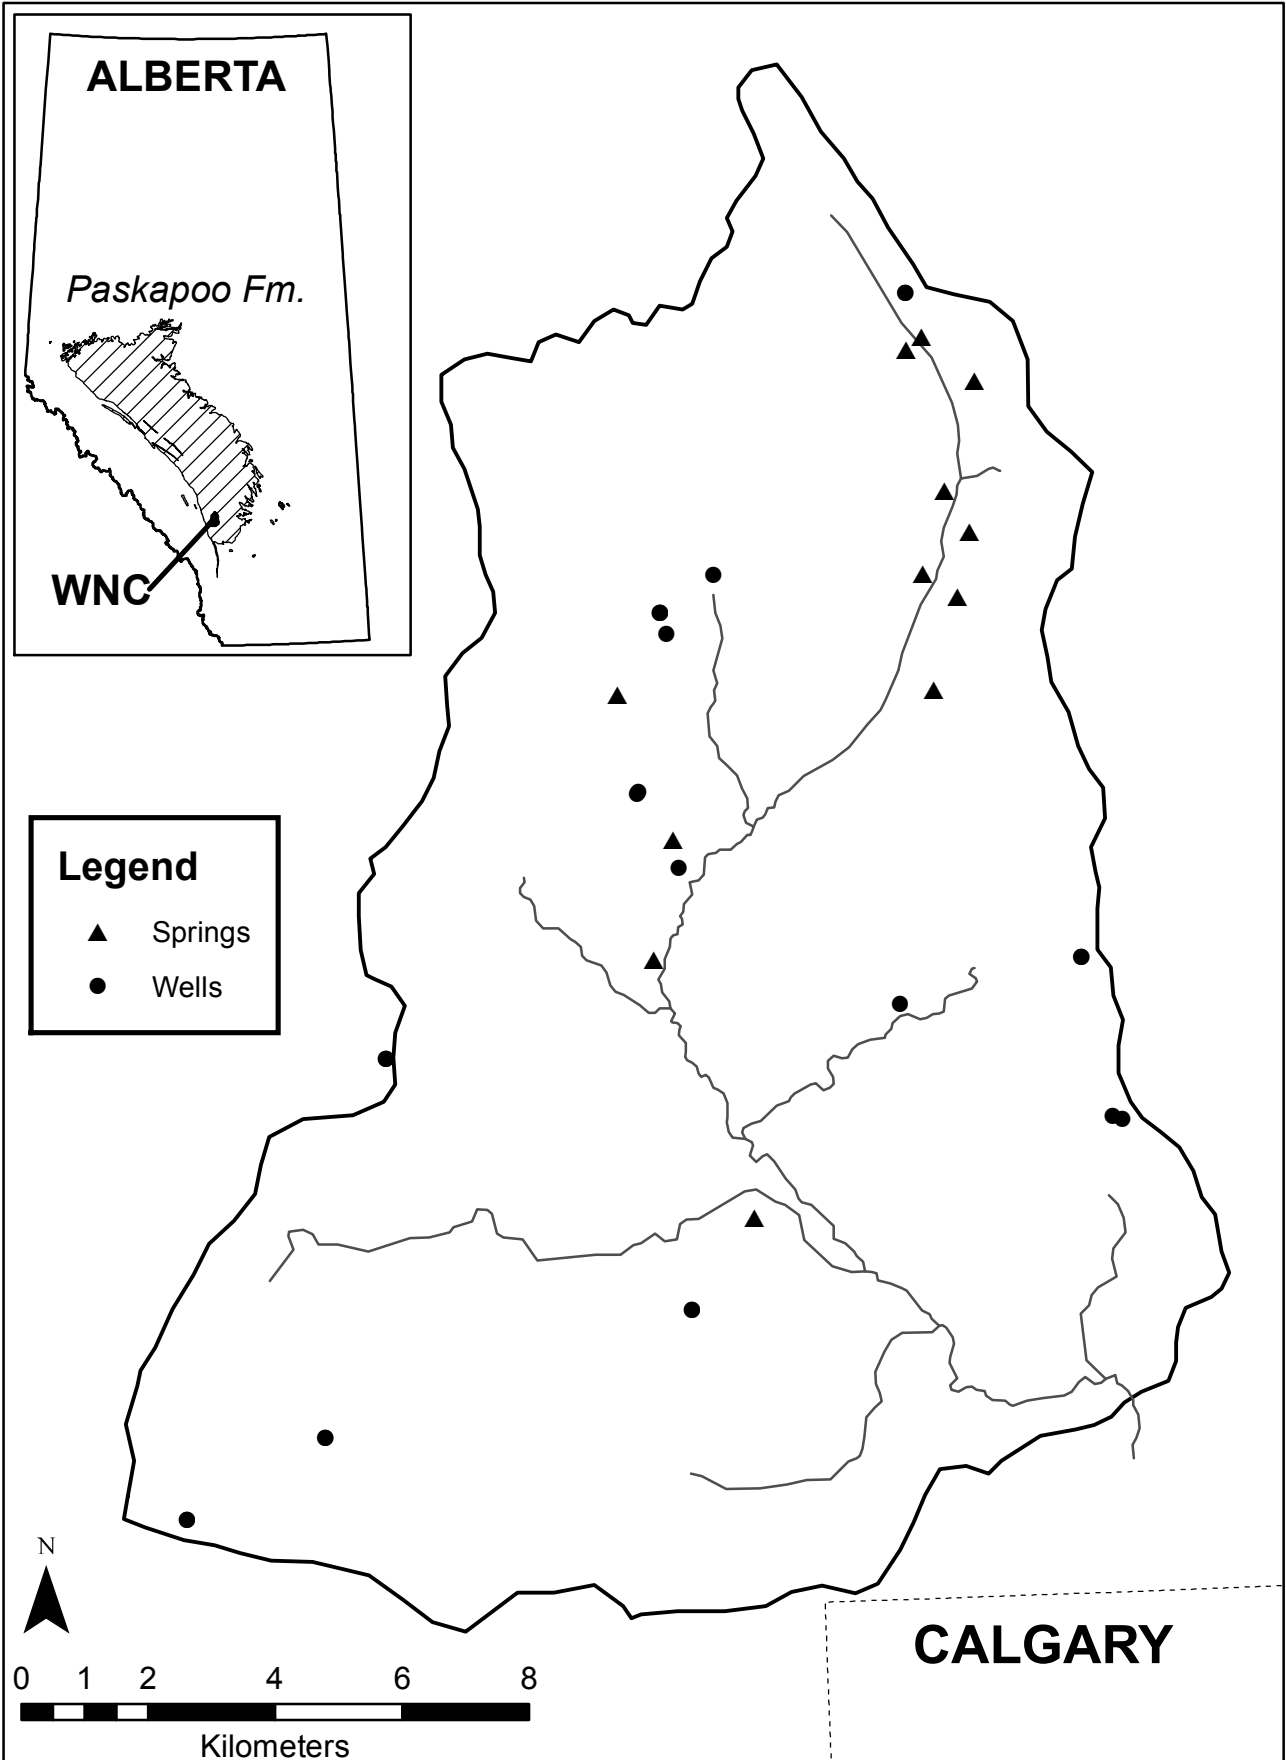 ALBERTA
Paskapoo Fm.
WNC
Legend
Springs
Wells
N
0 1 2 4 6 8
Kilometers
CALGARY